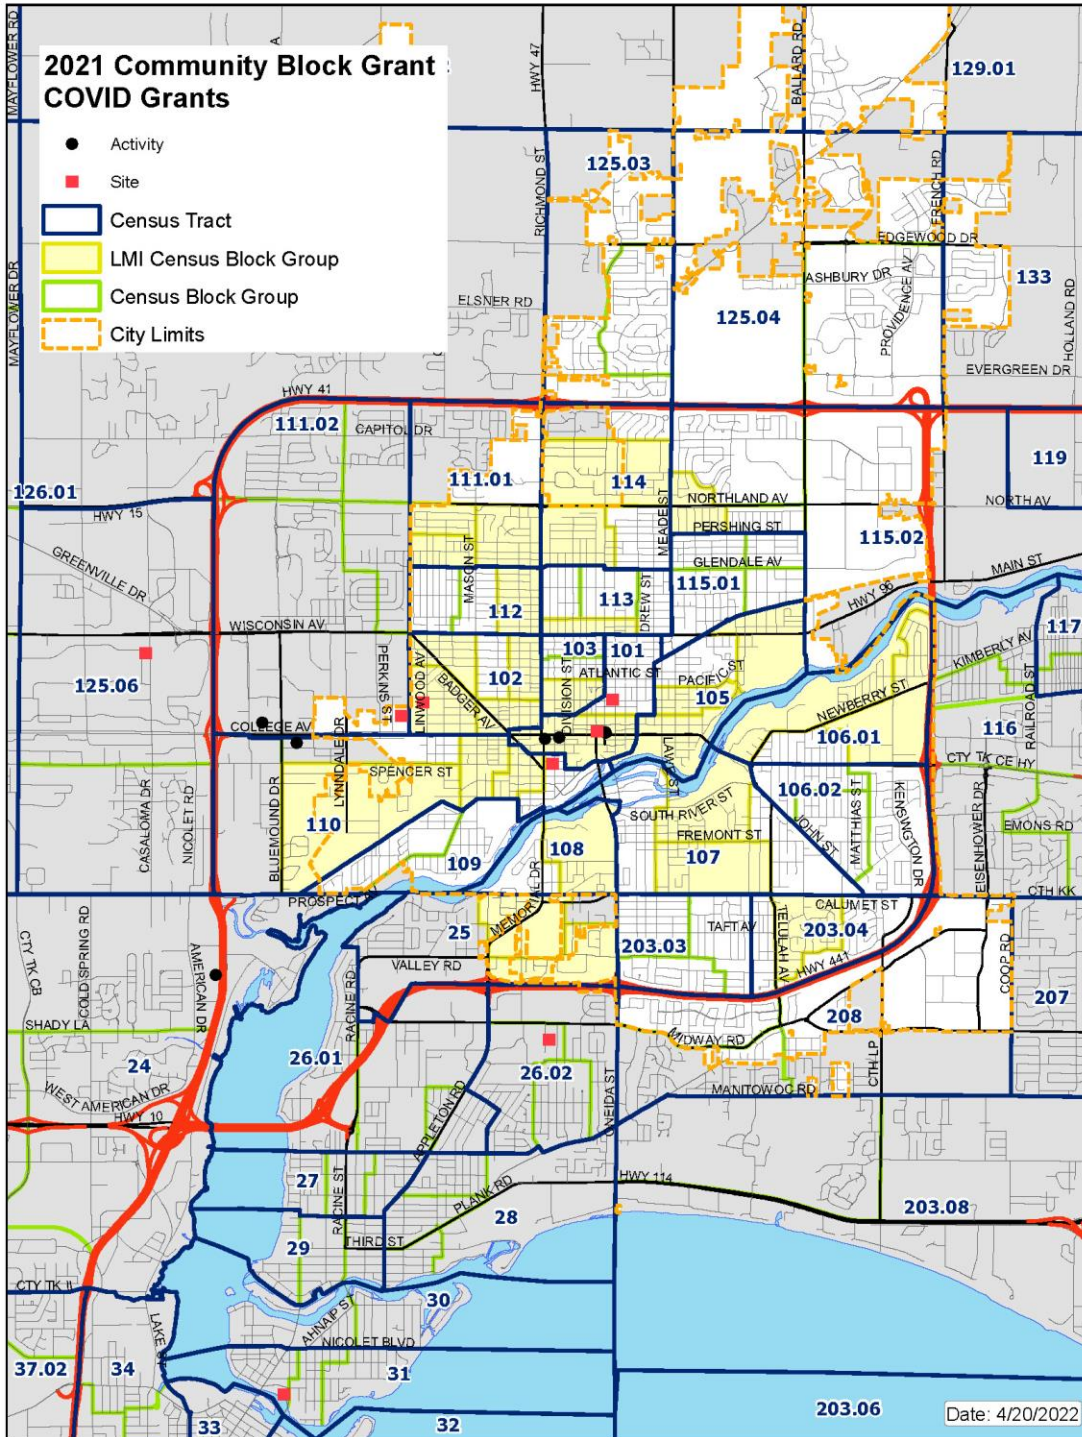 MAYFLOWER RD
HWY 47
BALLARD RD
129.01
2021 Community Block Grant
COVID Grants
Activity
Site
Census Tract
LMI Census Block Group
Census Block Group
City Limits
RICHMOND ST
125.03
FRENCH RD
EDGEWOOD DR
ASHBURY DR
PROVIDENCE AV
133
HOLLAND RD
MAYFLOWER DR
ELSNER RD
125.04
EVERGREEN DR
HWY 41
111.02
CAPITOL DR
126.01
HWY 15
111.01
114
MEADE ST
NORTHLAND AV
119
NORTH AV
PERSHING ST
115.02
GREENVILLE DR
MASON ST
GLENDALE AV
MAIN ST
112
113
DREW ST
115.01
HWY 96
WISCONSIN AV
117
KIMBERLY AV
125.06
PERKINS ST
LINWOOD AV
103
101
ATLANTIC ST
102
BADGER AV
DIVISION ST
PACIFIC ST
105
NEWBERRY ST
RAILROAD ST
116
COLLEGE AV
LYNNDALE DR
106.01
LAWE ST
CTY TK CE HY
SPENCER ST
CASALOMA DR
NICOLET RD
BLUEMOUND DR
110
106.02
SOUTH RIVER ST
MATTHIAS ST
KENSINGTON DR
EISENHOWER DR
EMONS RD
FREMONT ST
JOHN ST
109
108
107
PROSPECT AV
MEMORIAL DR
CALUMET ST
CTH KK
CTY TK CB
COLDSPRING RD
AMERICAN DR
25
203.03
TAFT AV
TELULAH AV
203.04
COOP RD
VALLEY RD
HWY 441
207
RACINE RD
SHADY LA
208
MIDWAY RD
24
26.01
26.02
CTH LP
WEST AMERICAN DR
HWY 10
APPLETON RD
ONEIDA ST
MANITOWOC RD
27
RACINE ST
PLANK RD
HWY 114
28
203.08
29
THIRD ST
CTY TK II
AHNAIP ST
30
LAKE ST
NICOLET BLVD
37.02
34
31
33
32
203.06
Date: 4/20/2022